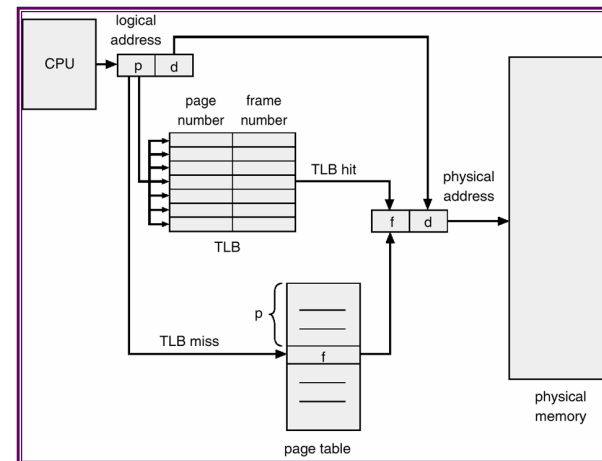 logical
address
CPU
p d
page
number
frame
number
TLB hit
physical
address
f d
TLB
p
TLB miss
f
page table
physical
memory